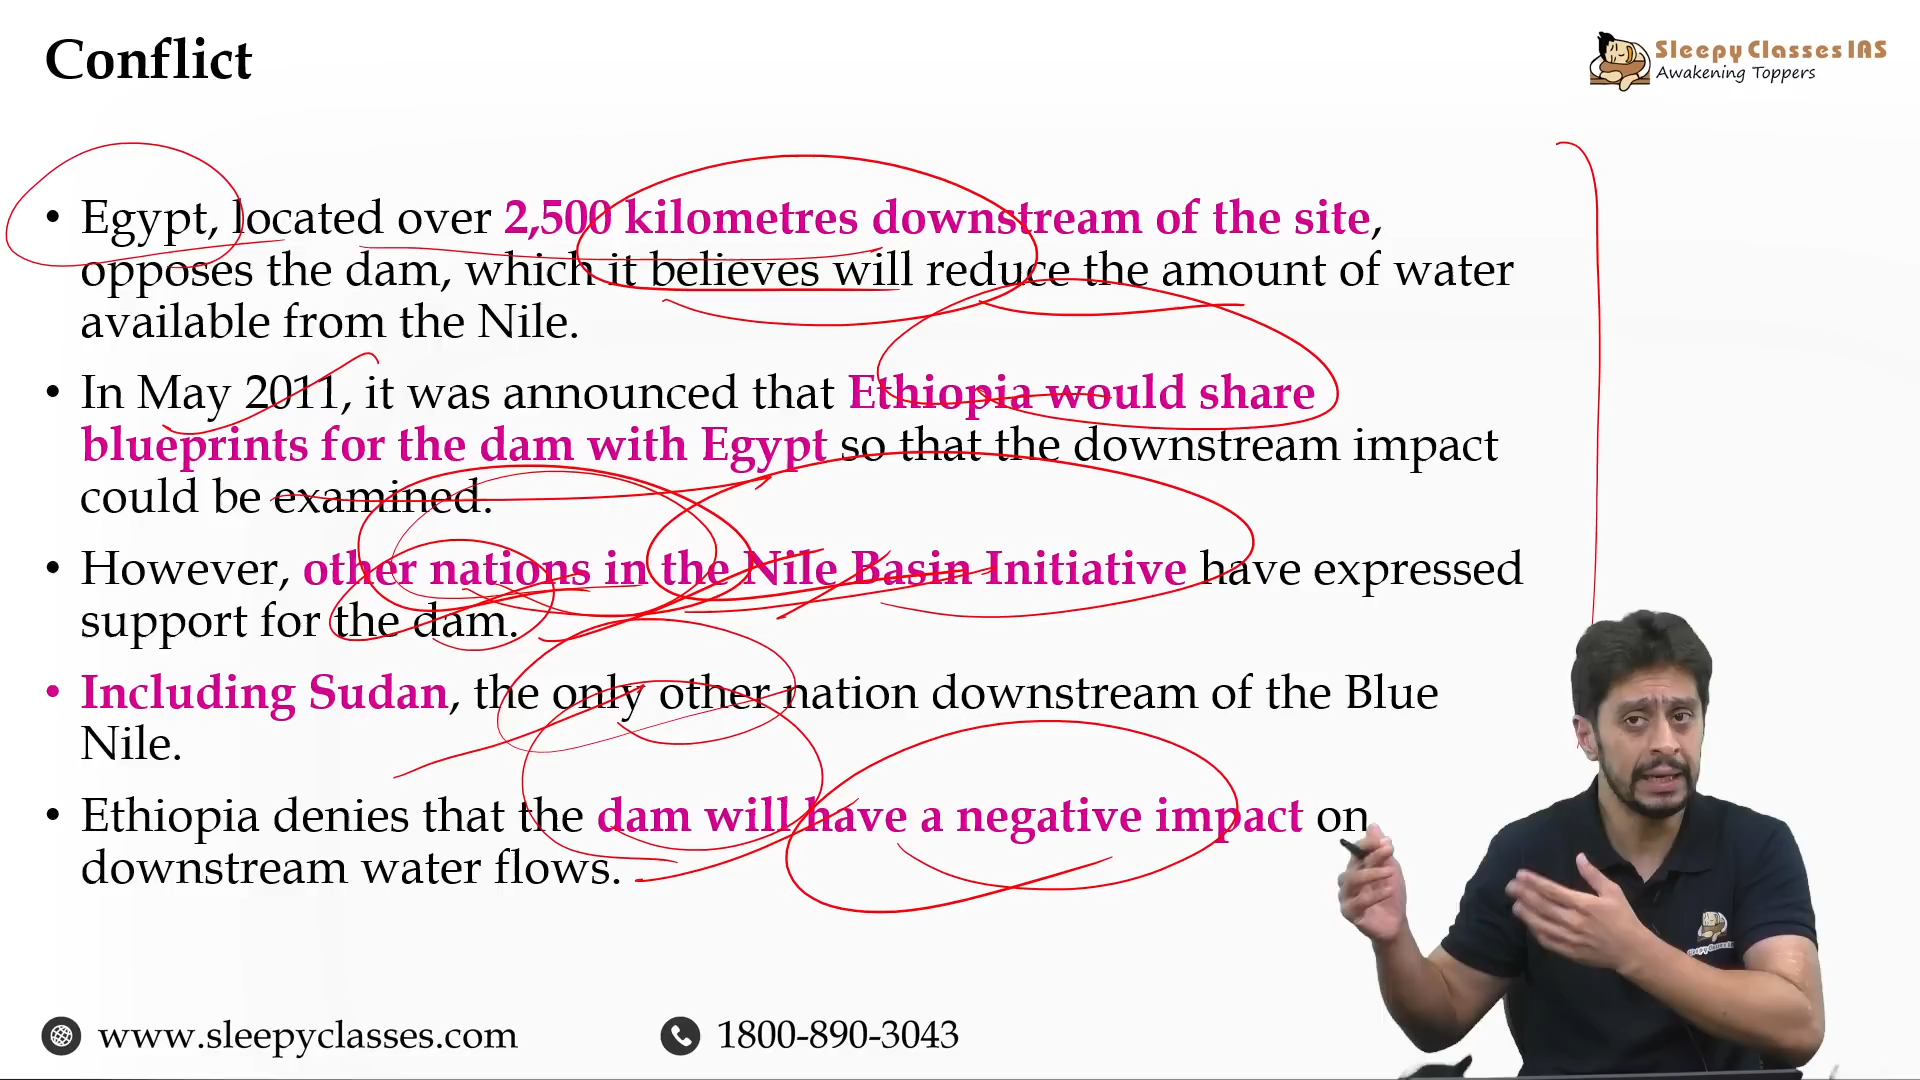 Conflict
Sleepy Classes IAS
Awakening Toppers
• Egypt, located over 2,500 kilometres downstream of the site,
opposes the dam, which it believes will reduce the amount of water
available from the Nile.
• In May 2011, it was announced that Ethiopia would share
blueprints for the dam with Egypt so that the downstream impact
could be examined.
• However, other nations in the Nile Basin Initiative have expressed
support for the dam.
• Including Sudan, the only other nation downstream of the Blue
Nile.
• Ethiopia denies that the dam will have a negative impact on
downstream water flows.
www.sleepyclasses.com
1800-890-3043